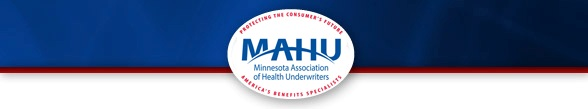 PROTECTING THE CONSUMER'S FUTURE
MAHU
Minnesota Association
of Health Underwriters
AMERICA'S BENEFITS SPECIALISTS